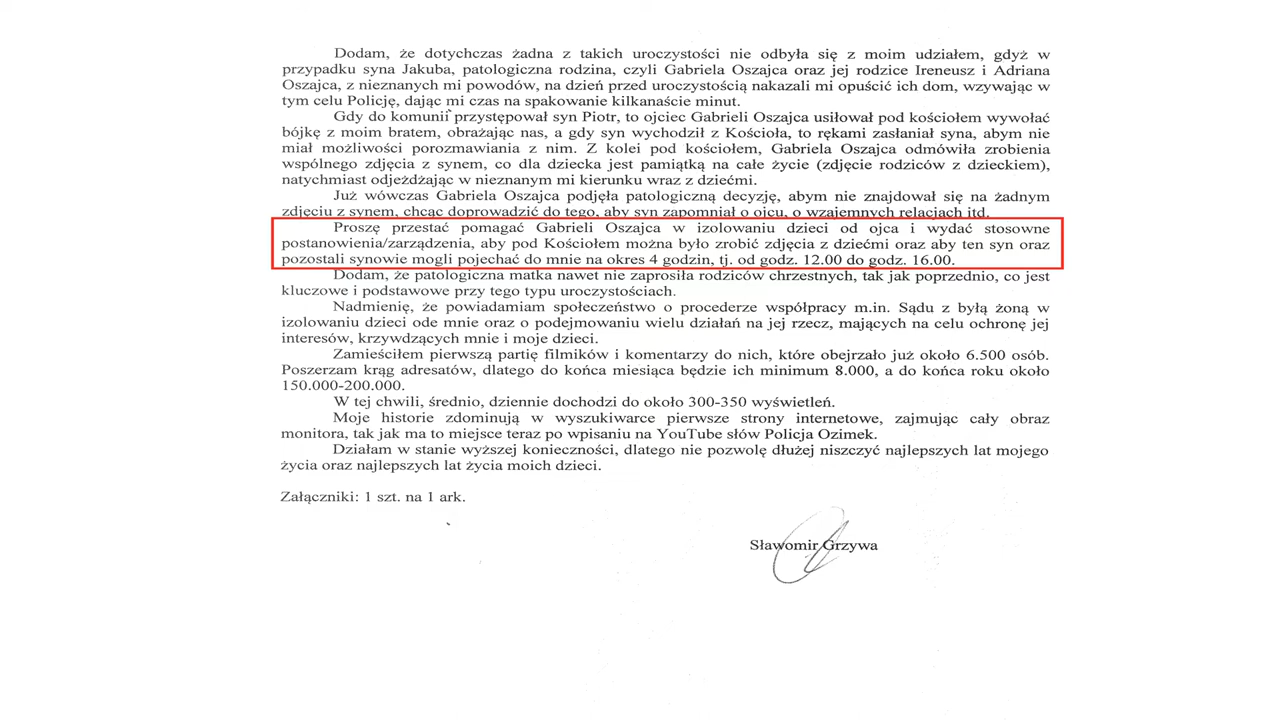 Dodam, że dotychczas żadna z takich uroczystości nie odbyła się z moim udziałem, gdyż w
przypadku syna Jakuba, patologiczna rodzina, czyli Gabriela Oszajca oraz jej rodzice Ireneusz i Adriana
Oszajca, z nieznanych mi powodów, na dzień przed uroczystością nakazali mi opuścić ich dom, wzywając w
tym celu Policję, dając mi czas na spakowanie kilkanaście minut.
Gdy do komunii przystępował syn Piotr, to ojciec Gabrieli Oszajca usiłował pod kościołem wywołać
bójkę z moim bratem, obrażając nas, a gdy syn wychodził z Kościoła, to rękami zasłaniał syna, abym nie
miał możliwości porozmawiania z nim. Z kolei pod kościołem, Gabriela Oszajca odmówiła zrobienia
wspólnego zdjęcia z synem, co dla dziecka jest pamiątką na całe życie (zdjęcie rodziców z dzieckiem),
natychmiast odjeżdżając w nieznanym mi kierunku wraz z dziećmi.
Już wówczas Gabriela Oszajca podjęła patologiczną decyzję, abym nie znajdował się na żadnym
zdjęciu z synem, chcąc doprowadzić do tego, aby syn zapomniał o ojcu, o wzajemnych relacjach itd.
Proszę przestać pomagać Gabrieli Oszajca w izolowaniu dzieci od ojca i wydać stosowne
postanowienia/zarządzenia, aby pod Kościołem można było zrobić zdjęcia z dziećmi oraz aby ten syn oraz
pozostali synowie mogli pojechać do mnie na okres 4 godzin, tj. od godz. 12.00 do godz. 16.00.
Dodam, że patologiczna matka nawet nie zaprosiła rodziców chrzestnych, tak jak poprzednio, co jest
kluczowe i podstawowe przy tego typu uroczystościach.
Nadmienię, że powiadamiam społeczeństwo o procederze współpracy m.in. Sądu z byłą żoną w
izolowaniu dzieci ode mnie oraz o podejmowaniu wielu działań na jej rzecz, mających na celu ochronę jej
interesów, krzywdzących mnie i moje dzieci.
Zamieściłem pierwszą partię filmików i komentarzy do nich, które obejrzało już około 6.500 osób.
Poszerzam krąg adresatów, dlatego do końca miesiąca będzie ich minimum 8.000, a do końca roku około
150.000-200.000.
W tej chwili, średnio, dziennie dochodzi do około 300-350 wyświetleń.
Moje historie zdominują w wyszukiwarce pierwsze strony internetowe, zajmując cały obraz
monitora, tak jak ma to miejsce teraz po wpisaniu na YouTube słów Policja Ozimek.
Działam w stanie wyższej konieczności, dlatego nie pozwolę dłużej niszczyć najlepszych lat mojego
życia oraz najlepszych lat życia moich dzieci.
Załączniki: 1 szt. na 1 ark.
Sławomir Grzywa